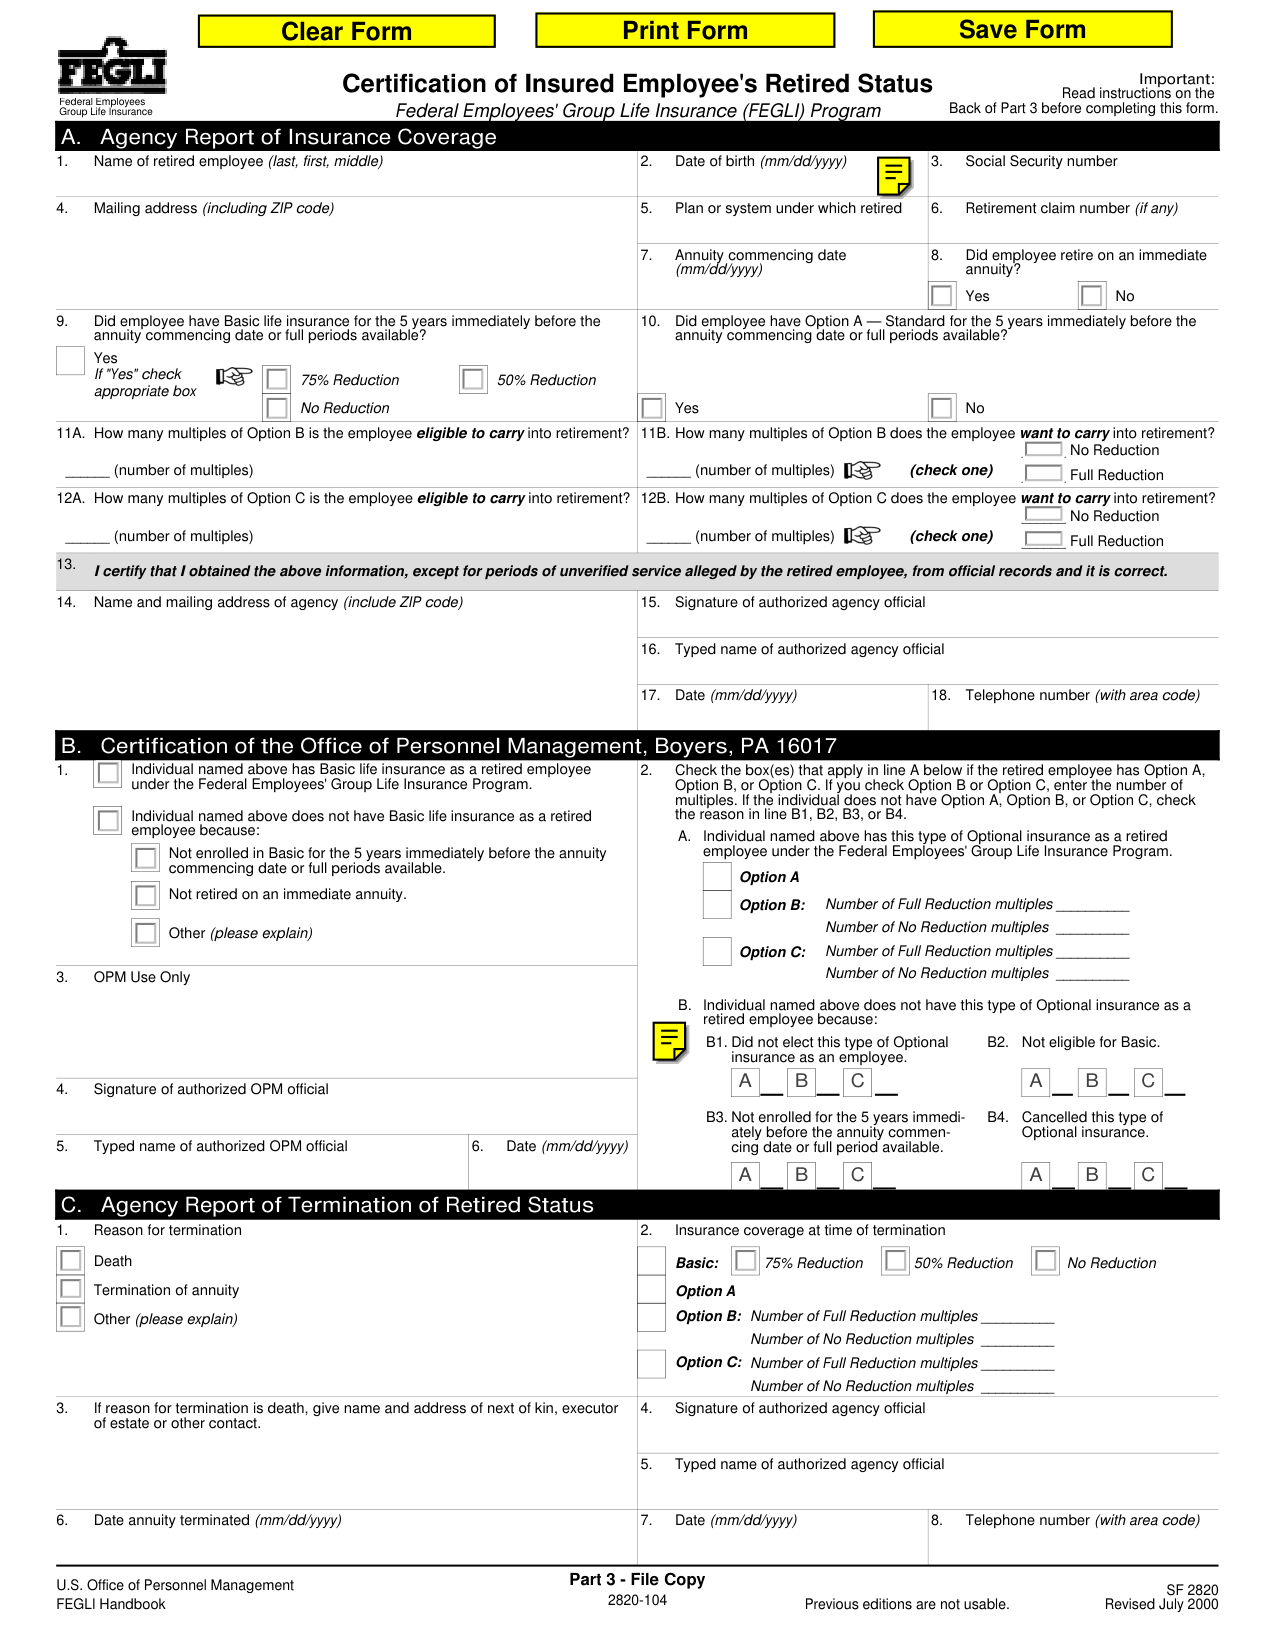 Clear Form
Print Form
Save Form
FEGLI
Federal Employees
Group Life Insurance
Certification of Insured Employee's Retired Status
Federal Employees' Group Life Insurance (FEGLI) Program
Important:
Read instructions on the
Back of Part 3 before completing this form.
A. Agency Report of Insurance Coverage
1. Name of retired employee (last, first, middle)
2. Date of birth (mm/dd/yyyy)
3. Social Security number
4. Mailing address (including ZIP code)
5. Plan or system under which retired
6. Retirement claim number (if any)
7. Annuity commencing date
(mm/dd/yyyy)
8. Did employee retire on an immediate
annuity?
Yes
No
9. Did employee have Basic life insurance for the 5 years immediately before the
annuity commencing date or full periods available?
Yes
If "Yes" check
appropriate box
75% Reduction
50% Reduction
No Reduction
10. Did employee have Option A — Standard for the 5 years immediately before the
annuity commencing date or full periods available?
Yes
No
11A. How many multiples of Option B is the employee eligible to carry into retirement?
______ (number of multiples)
11B. How many multiples of Option B does the employee want to carry into retirement?
______ (number of multiples)
(check one)
No Reduction
Full Reduction
12A. How many multiples of Option C is the employee eligible to carry into retirement?
______ (number of multiples)
12B. How many multiples of Option C does the employee want to carry into retirement?
______ (number of multiples)
(check one)
No Reduction
Full Reduction
13. I certify that I obtained the above information, except for periods of unverified service alleged by the retired employee, from official records and it is correct.
14. Name and mailing address of agency (include ZIP code)
15. Signature of authorized agency official
16. Typed name of authorized agency official
17. Date (mm/dd/yyyy)
18. Telephone number (with area code)
B. Certification of the Office of Personnel Management, Boyers, PA 16017
1. Individual named above has Basic life insurance as a retired employee
under the Federal Employees' Group Life Insurance Program.
Individual named above does not have Basic life insurance as a retired
employee because:
Not enrolled in Basic for the 5 years immediately before the annuity
commencing date or full periods available.
Not retired on an immediate annuity.
Other (please explain)
2. Check the box(es) that apply in line A below if the retired employee has Option A,
Option B, or Option C. If you check Option B or Option C, enter the number of
multiples. If the individual does not have Option A, Option B, or Option C, check
the reason in line B1, B2, B3, or B4.
A. Individual named above has this type of Optional insurance as a retired
employee under the Federal Employees' Group Life Insurance Program.
Option A
Option B: Number of Full Reduction multiples __________
Number of No Reduction multiples __________
Option C: Number of Full Reduction multiples __________
Number of No Reduction multiples __________
B. Individual named above does not have this type of Optional insurance as a
retired employee because:
B1. Did not elect this type of Optional
insurance as an employee.
A B C
B2. Not eligible for Basic.
A B C
B3. Not enrolled for the 5 years immedi-
ately before the annuity commen-
cing date or full period available.
A B C
B4. Cancelled this type of
Optional insurance.
A B C
3. OPM Use Only
4. Signature of authorized OPM official
5. Typed name of authorized OPM official
6. Date (mm/dd/yyyy)
C. Agency Report of Termination of Retired Status
1. Reason for termination
Death
Termination of annuity
Other (please explain)
2. Insurance coverage at time of termination
Basic: 75% Reduction 50% Reduction No Reduction
Option A
Option B: Number of Full Reduction multiples __________
Number of No Reduction multiples __________
Option C: Number of Full Reduction multiples __________
Number of No Reduction multiples __________
3. If reason for termination is death, give name and address of next of kin, executor
of estate or other contact.
4. Signature of authorized agency official
5. Typed name of authorized agency official
6. Date annuity terminated (mm/dd/yyyy)
7. Date (mm/dd/yyyy)
8. Telephone number (with area code)
U.S. Office of Personnel Management
FEGLI Handbook
Part 3 - File Copy
2820-104
Previous editions are not usable.
SF 2820
Revised July 2000